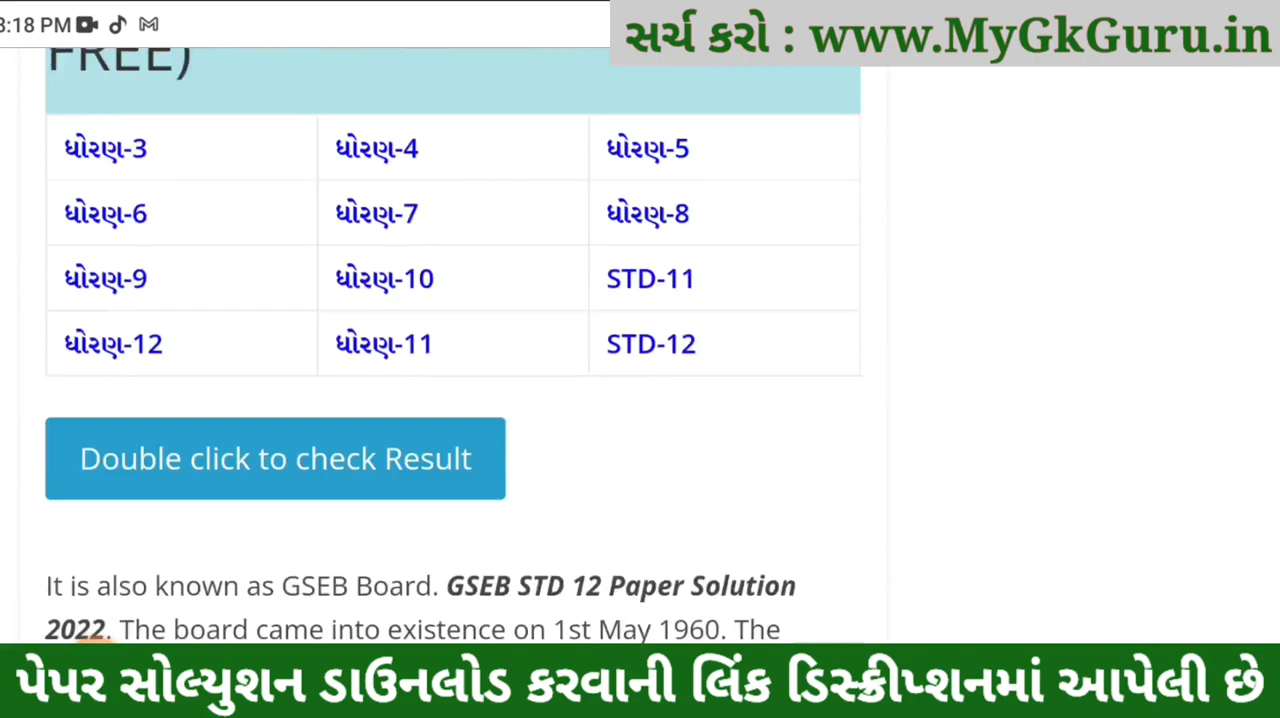 3:18 PM
સર્ચ કરો : www.MyGkGuru.in
FREE)
ધોરણ-3 ધોરણ-4 ધોરણ-5
ધોરણ-6 ધોરણ-7 ધોરણ-8
ધોરણ-9 ધોરણ-10 STD-11
ધોરણ-12 ધોરણ-11 STD-12
Double click to check Result
It is also known as GSEB Board. GSEB STD 12 Paper Solution
2022. The board came into existence on 1st May 1960. The
પેપર સોલ્યુશન ડાઉનલોડ કરવાની લિંક ડિસ્ક્રીપ્શનમાં આપેલી છે